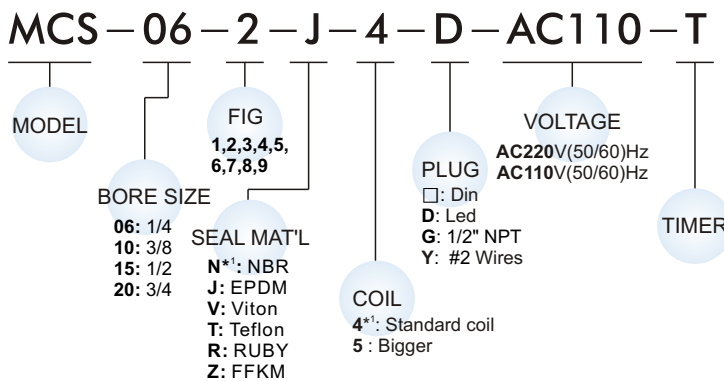 MCS-06-2-J-4-D-AC110-T
MODEL
BORE SIZE
06: 1/4
10: 3/8
15: 1/2
20: 3/4
FIG
1,2,3,4,5,
6,7,8,9
SEAL MAT'L
N*¹: NBR
J: EPDM
V: Viton
T: Teflon
R: RUBY
Z: FFKM
COIL
4*¹: Standard coil
5 : Bigger
PLUG
□: Din
D: Led
G: 1/2" NPT
Y: #2 Wires
VOLTAGE
AC220V(50/60)Hz
AC110V(50/60)Hz
TIMER